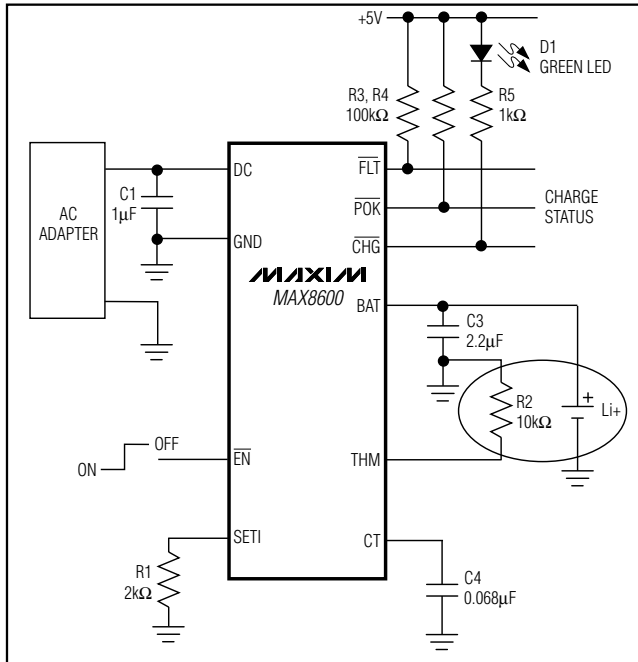 +5V
D1
GREEN LED
R3, R4
100kΩ
R5
1kΩ
DC
FLT
C1
1µF
POK
CHARGE
STATUS
AC
ADAPTER
GND
CHG
MAXIM
MAX8600
BAT
C3
2.2µF
R2
10kΩ
+
Li+
OFF
ON
EN
THM
SETI
CT
R1
2kΩ
C4
0.068µF